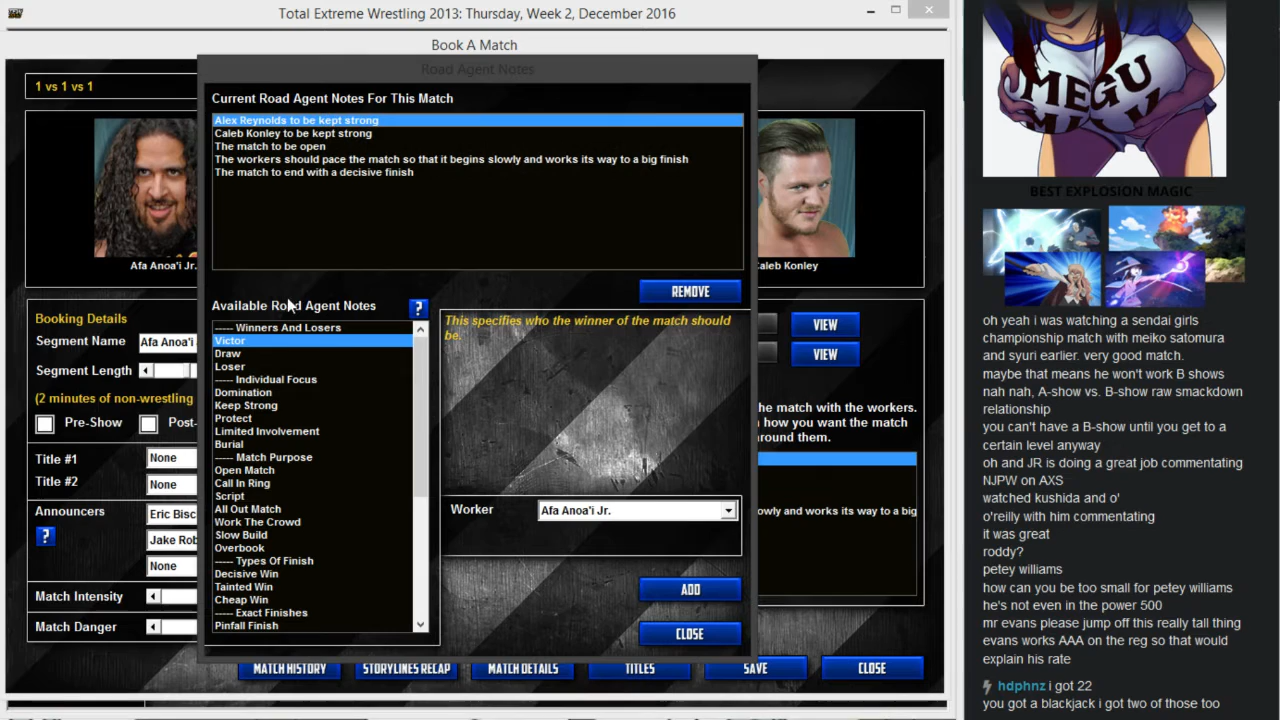 Total Extreme Wrestling 2013: Thursday, Week 2, December 2016
Book A Match
Road Agent Notes
1 vs 1 vs 1
Current Road Agent Notes For This Match
Alex Reynolds to be kept strong
Caleb Konley to be kept strong
The match to be open
The workers should pace the match so that it begins slowly and works its way to a big finish
The match to end with a decisive finish
Afa Anoa'i Jr.
aleb Konley
REMOVE
Available Road Agent Notes
?
----- Winners And Losers
Victor
Draw
Loser
----- Individual Focus
Domination
Keep Strong
Protect
Limited Involvement
Burial
----- Match Purpose
Open Match
Call In Ring
Script
All Out Match
Work The Crowd
Slow Build
Overbook
----- Types Of Finish
Decisive Win
Tainted Win
Cheap Win
----- Exact Finishes
Pinfall Finish
This specifies who the winner of the match should
be.
Worker
Afa Anoa'i Jr.
ADD
CLOSE
Booking Details
Segment Name
Afa Anoa'i
Segment Length
(2 minutes of non-wrestling
Pre-Show
Post-
Title #1
None
Title #2
None
Announcers
Eric Bisc
?
Jake Rob
None
Match Intensity
Match Danger
VIEW
VIEW
he match with the workers.
how you want the match
around them.
owly and works its way to a big
MATCH HISTORY
STORYLINES RECAP
MATCH DETAILS
TITLES
SAVE
CLOSE
OMEGU
BEST EXPLOSION MAGIC
oh yeah i was watching a sendai girls
championship match with meiko satomura
and syuri earlier. very good match.
maybe that means he won't work B shows
nah nah, A-show vs. B-show raw smackdown
relationship
you can't have a B-show until you get to a
certain level anyway
oh and JR is doing a great job commentating
NJPW on AXS
watched kushida and o'
o'reilly with him commentating
it was great
roddy?
petey williams
how can you be too small for petey williams
he's not even in the power 500
mr evans please jump off this really tall thing
evans works AAA on the reg so that would
explain his rate
hdphnz i got 22
you got a blackjack i got two of those too